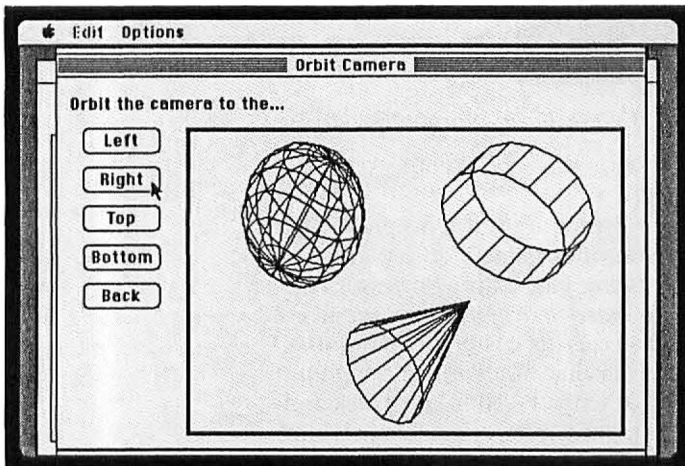 Edit Options
Orbit Camera
Orbit the camera to the...
Left
Right
Top
Bottom
Back